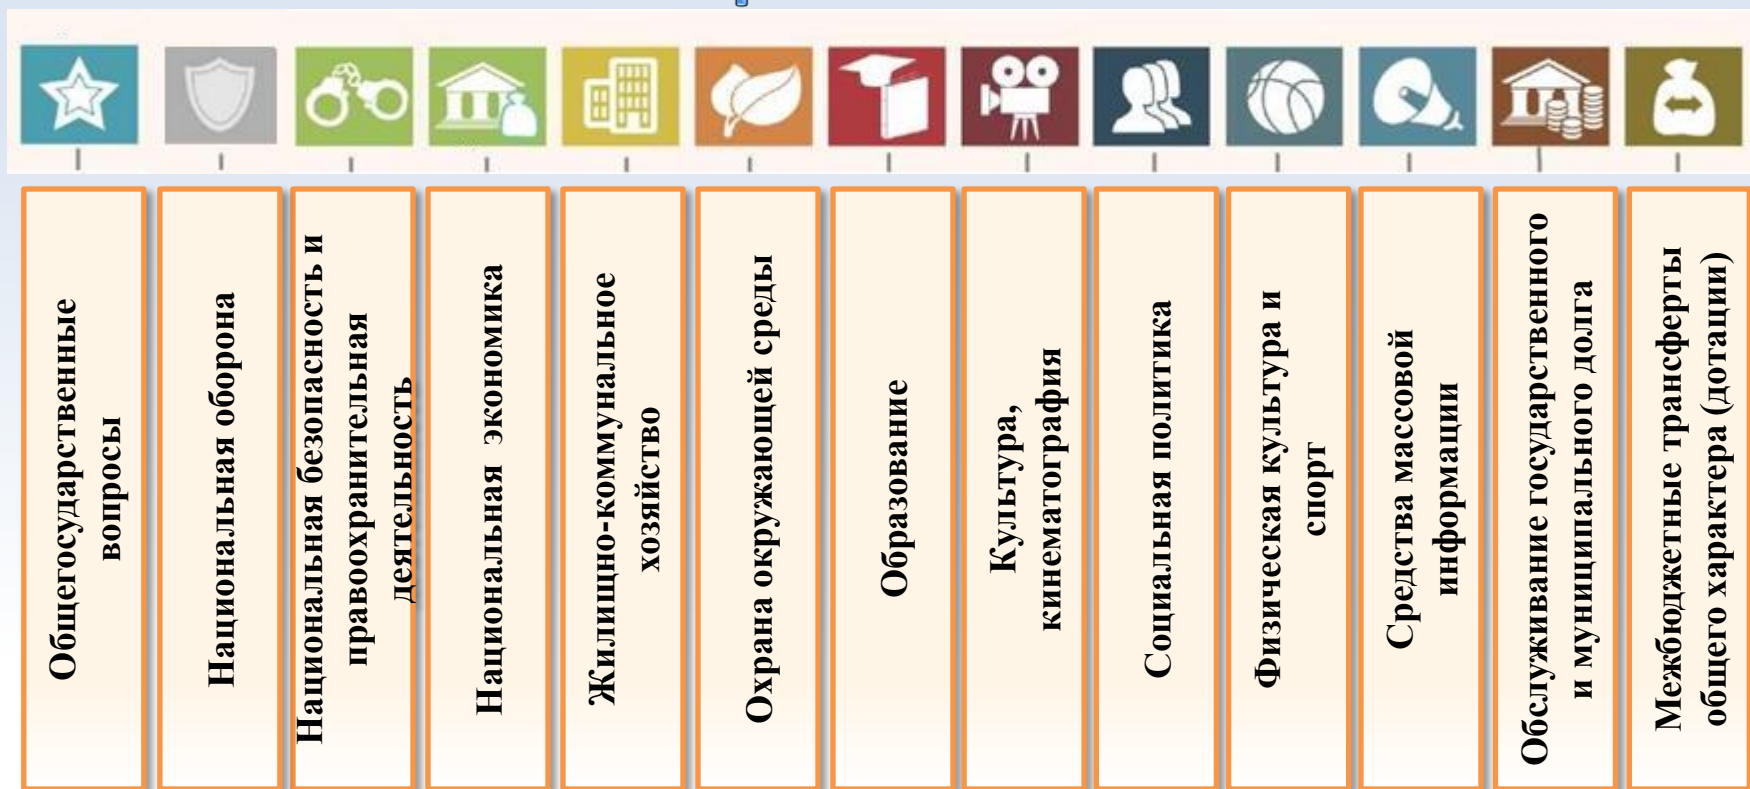 Общегосударственные
вопросы
Национальная оборона
Национальная безопасность и
правоохранительная
деятельность
Национальная экономика
Жилищно-коммунальное
хозяйство
Охрана окружающей среды
Образование
Культура,
кинематография
Социальная политика
Физическая культура и
спорт
Средства массовой
информации
Обслуживание государственного
и муниципального долга
Межбюджетные трансферты
общего характера (дотации)